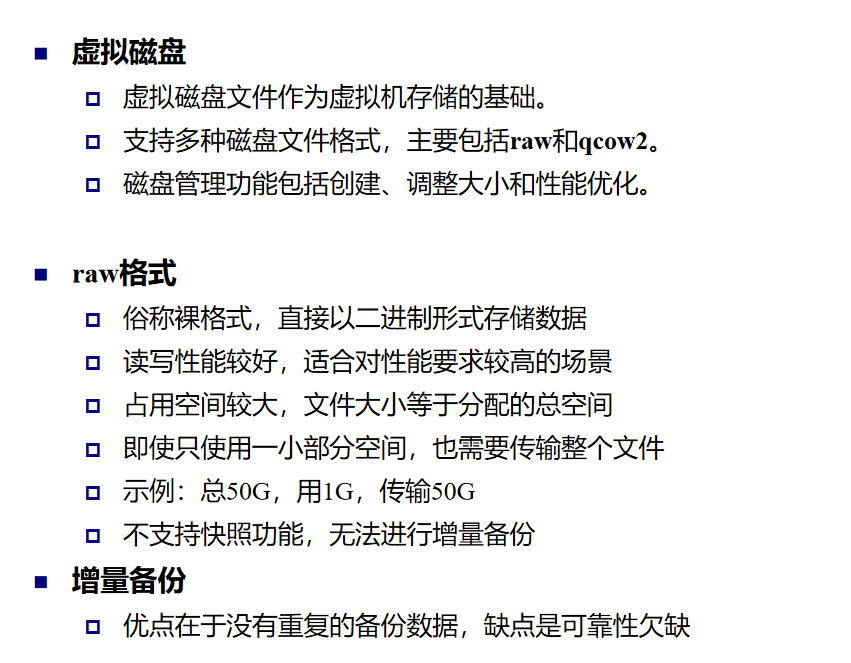 虚拟磁盘
虚拟磁盘文件作为虚拟机存储的基础。
支持多种磁盘文件格式，主要包括raw和qcow2。
磁盘管理功能包括创建、调整大小和性能优化。
raw格式
俗称裸格式，直接以二进制形式存储数据
读写性能较好，适合对性能要求较高的场景
占用空间较大，文件大小等于分配的总空间
即使只使用一小部分空间，也需要传输整个文件
示例：总50G，用1G，传输50G
不支持快照功能，无法进行增量备份
增量备份
优点在于没有重复的备份数据，缺点是可靠性欠缺